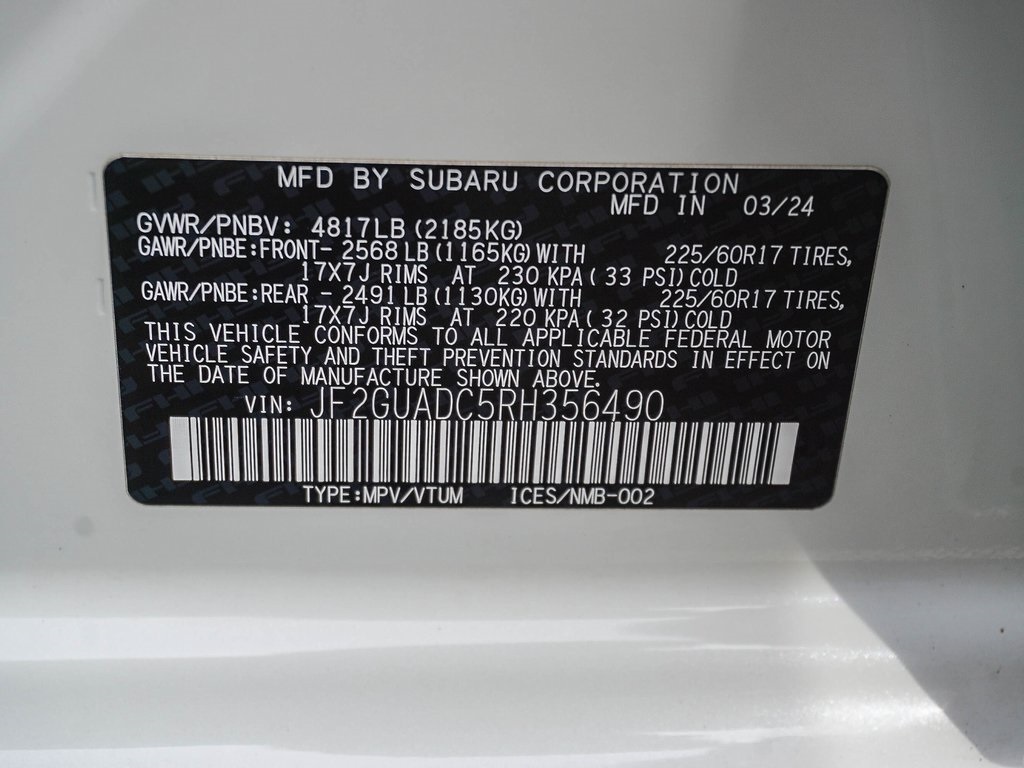 MFD BY SUBARU CORPORATION
MFD IN 03/24
GVWR/PNBV: 4817LB (2185KG)
GAWR/PNBE:FRONT- 2568 LB (1165KG) WITH 225/60R17 TIRES,
17X7J RIMS AT 230 KPA ( 33 PSI) COLD
GAWR/PNBE:REAR - 2491 LB (1130KG) WITH 225/60R17 TIRES,
17X7J RIMS AT 220 KPA ( 32 PSI) COLD
THIS VEHICLE CONFORMS TO ALL APPLICABLE FEDERAL MOTOR
VEHICLE SAFETY AND THEFT PREVENTION STANDARDS IN EFFECT ON
THE DATE OF MANUFACTURE SHOWN ABOVE.
VIN: JF2GUADC5RH356490
TYPE:MPV/VTUM ICES/NMB-002